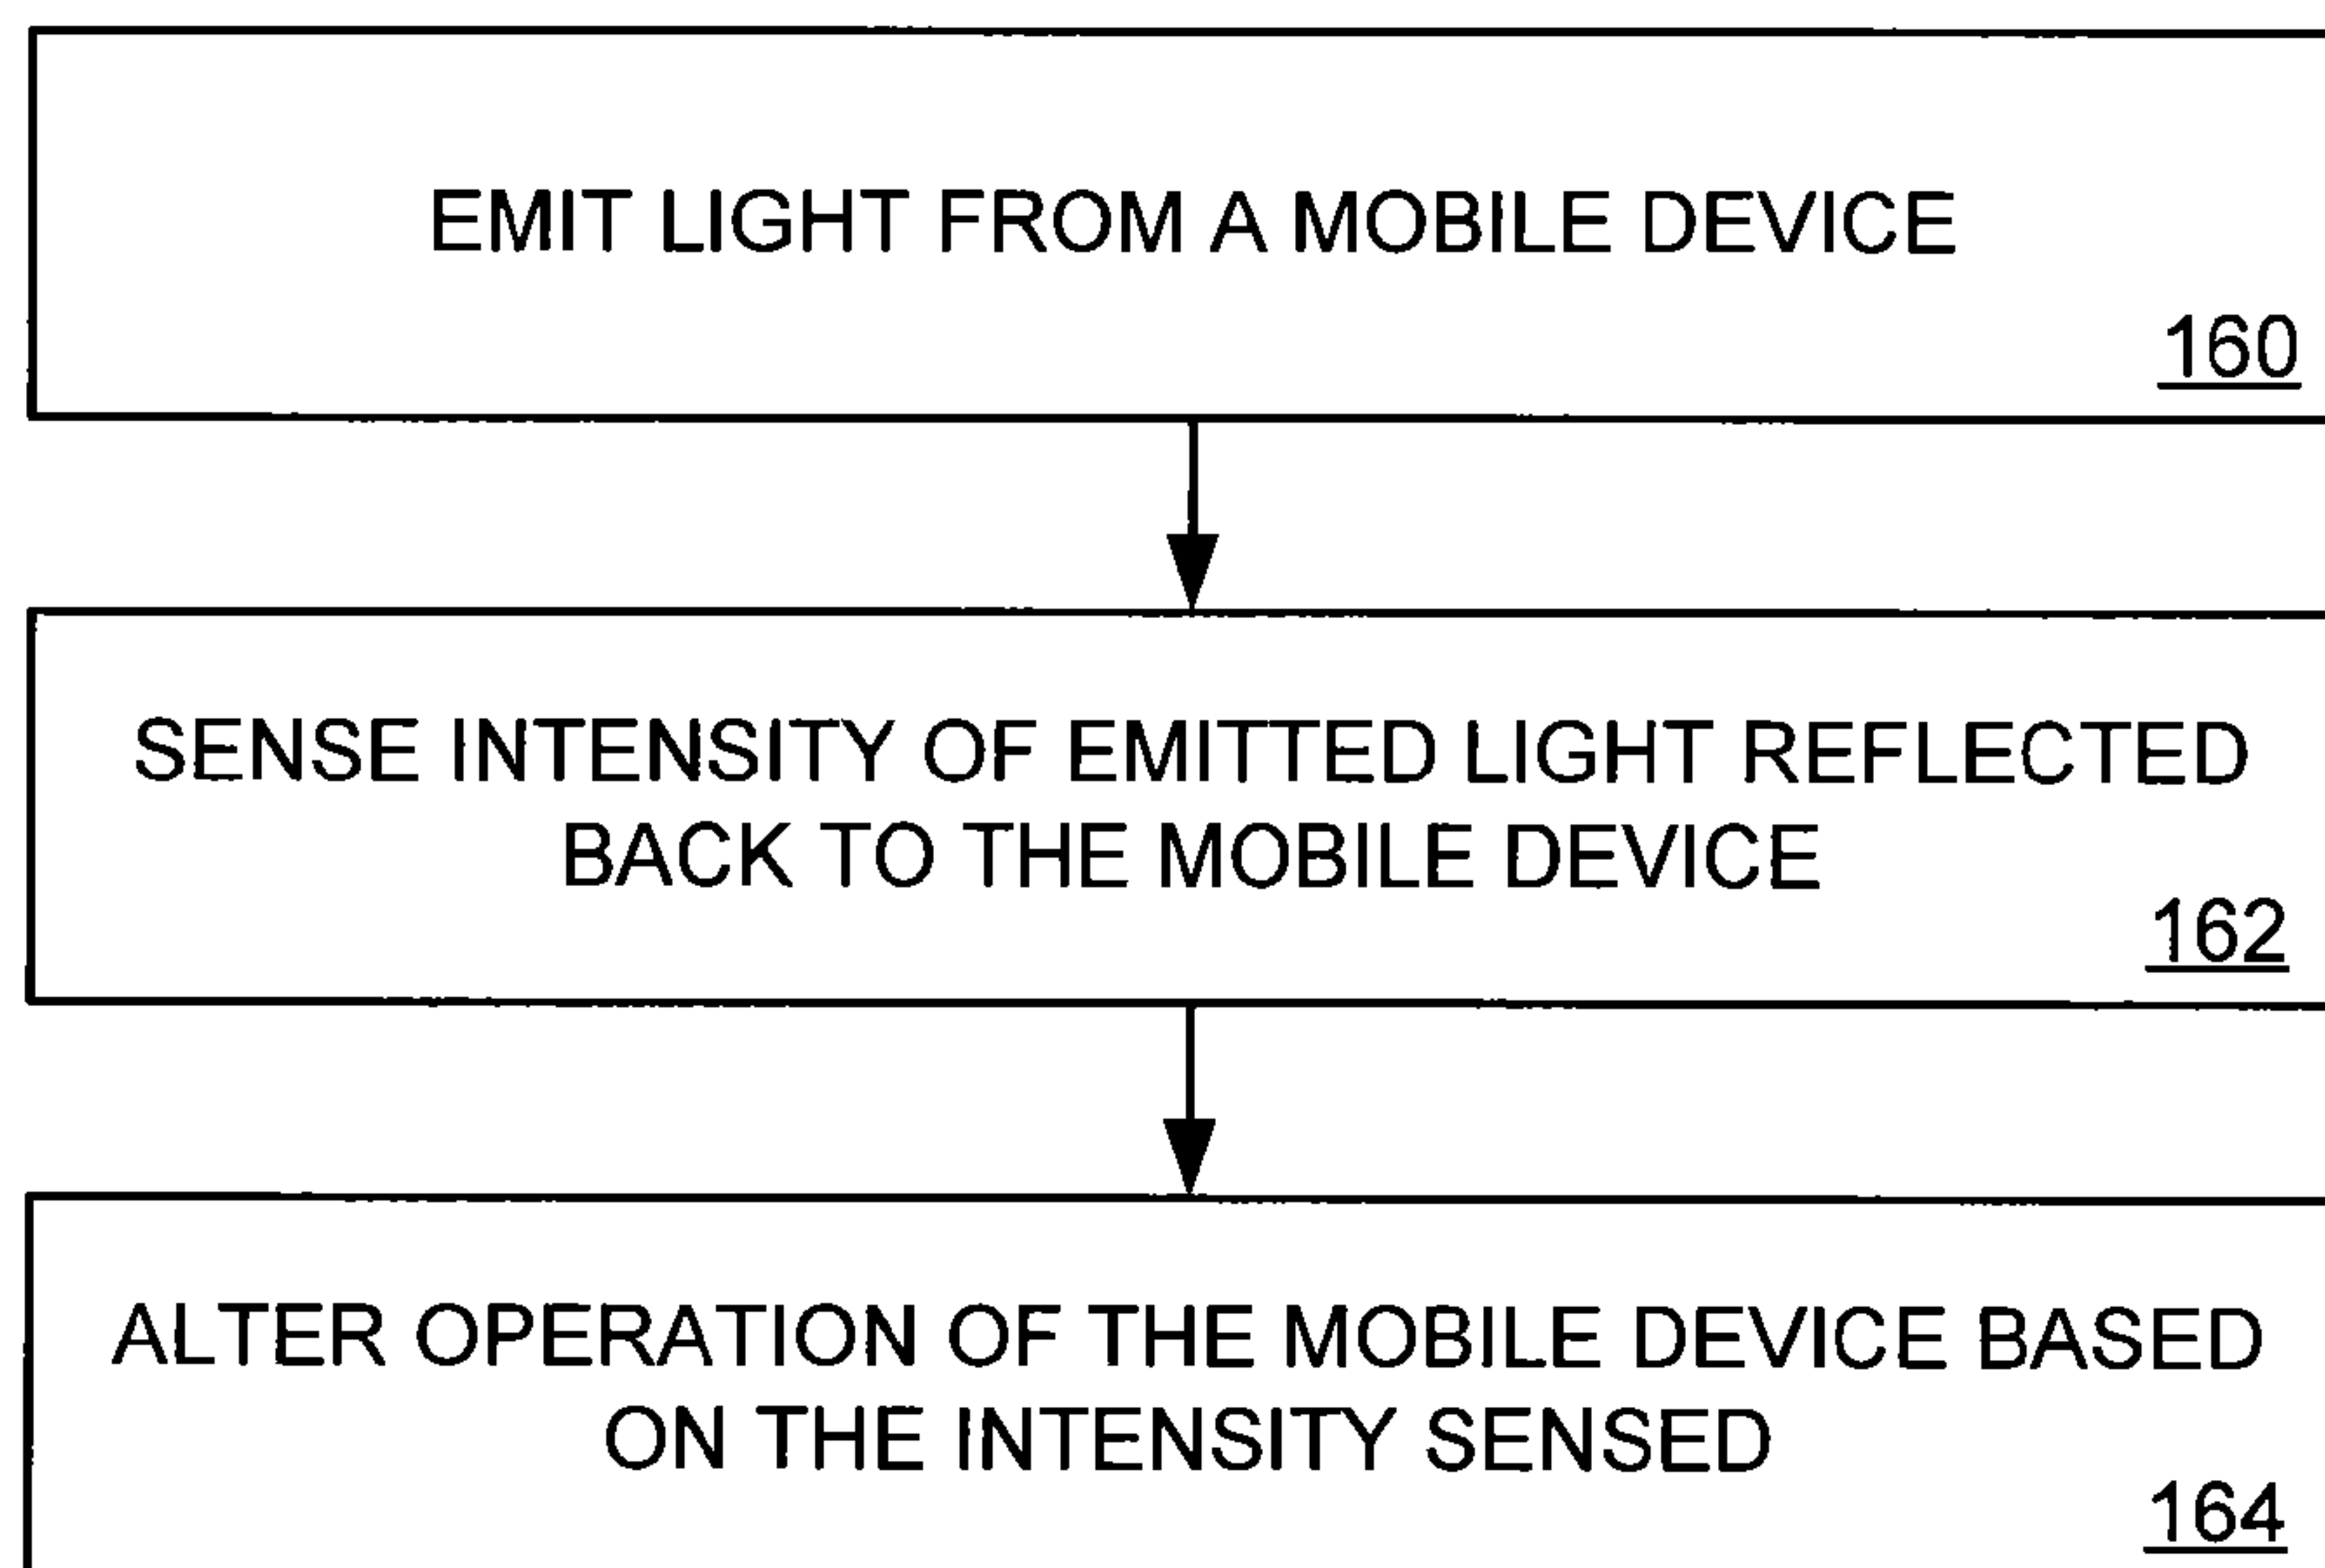 EMIT LIGHT FROM A MOBILE DEVICE
160
SENSE INTENSITY OF EMITTED LIGHT REFLECTED
BACK TO THE MOBILE DEVICE
162
ALTER OPERATION OF THE MOBILE DEVICE BASED
ON THE INTENSITY SENSED
164